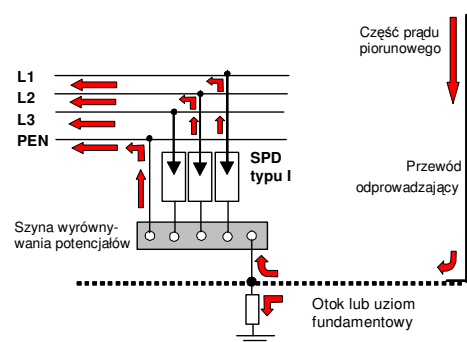 Część prądu
piorunowego
L1
L2
L3
PEN
SPD
typu I
Przewód
odprowadzający
Szyna wyrówny-
wania potencjałów
Otok lub uziom
fundamentowy